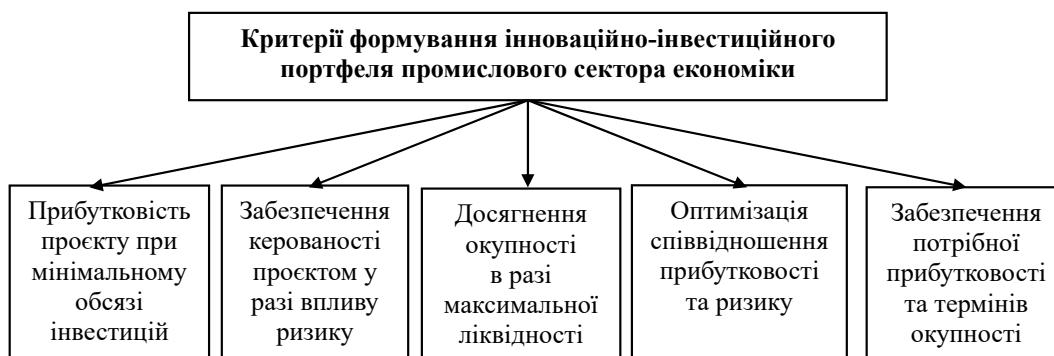 Критерії формування інноваційно-інвестиційного
портфеля промислового сектора економіки
Прибутковість
проєкту при
мінімальному
обсязі
інвестицій
Забезпечення
керованості
проєктом у
разі впливу
ризику
Досягнення
окупності
в разі
максимальної
ліквідності
Оптимізація
співвідношення
прибутковості
та ризику
Забезпечення
потрібної
прибутковості
та термінів
окупності